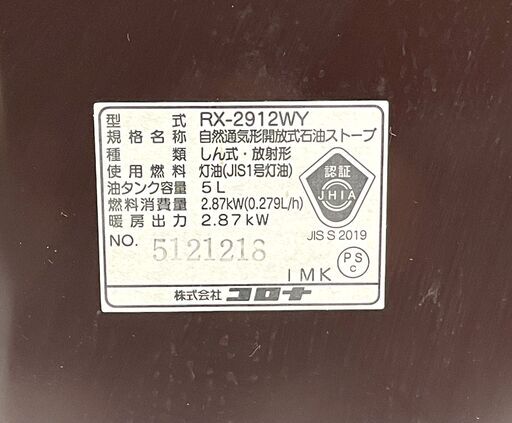 型式 RX-2912WY
規格名称 自然通気形開放式石油ストーブ
種類 しん式・放射形
使用燃料 灯油(JIS1号灯油)
油タンク容量 5L
燃料消費量 2.87kW(0.279L/h)
暖房出力 2.87kW
NO. 5121218
認証
JHIA
JIS S 2019
IMK
PS
C
株式会社 コロナ